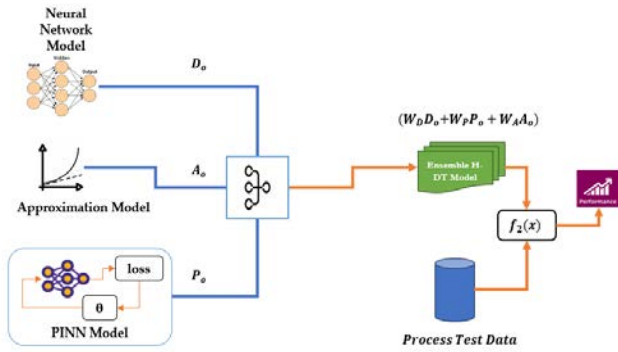 Neural
Network
Model
Input
Hidden
Output
D_o
(W_D D_o+W_P P_o + W_A A_o)
A_o
Ensemble H-
DT Model
Performance
Approximation Model
f_2(x)
P_o
loss
θ
PINN Model
Process Test Data